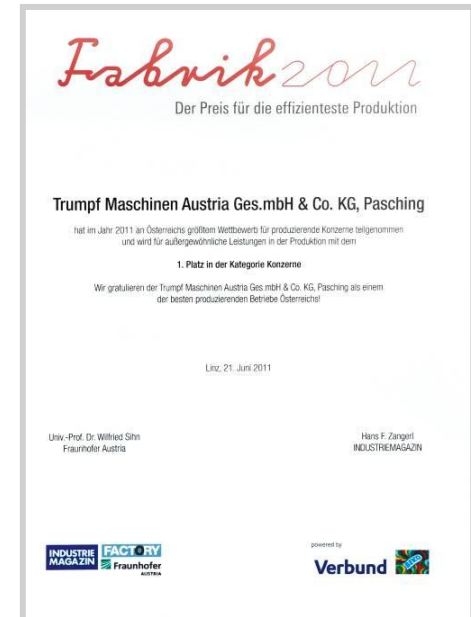 Fabrik2011
Der Preis für die effizienteste Produktion
Trumpf Maschinen Austria Ges.mbH & Co. KG, Pasching
hat im Jahr 2011 an Österreichs größtem Wettbewerb für produzierende Konzerne teilgenommen
und wird für außergewöhnliche Leistungen in der Produktion mit dem
1. Platz in der Kategorie Konzerne
Wir gratulieren der Trumpf Maschinen Austria Ges.mbH & Co. KG, Pasching als einem
der besten produzierenden Betriebe Österreichs!
Linz, 21. Juni 2011
Univ.-Prof. Dr. Wilfried Sihn
Fraunhofer Austria
Hans F. Zangerl
INDUSTRIEMAGAZIN
INDUSTRIE
MAGAZIN
FACTORY
Fraunhofer
AUSTRIA
powered by
Verbund